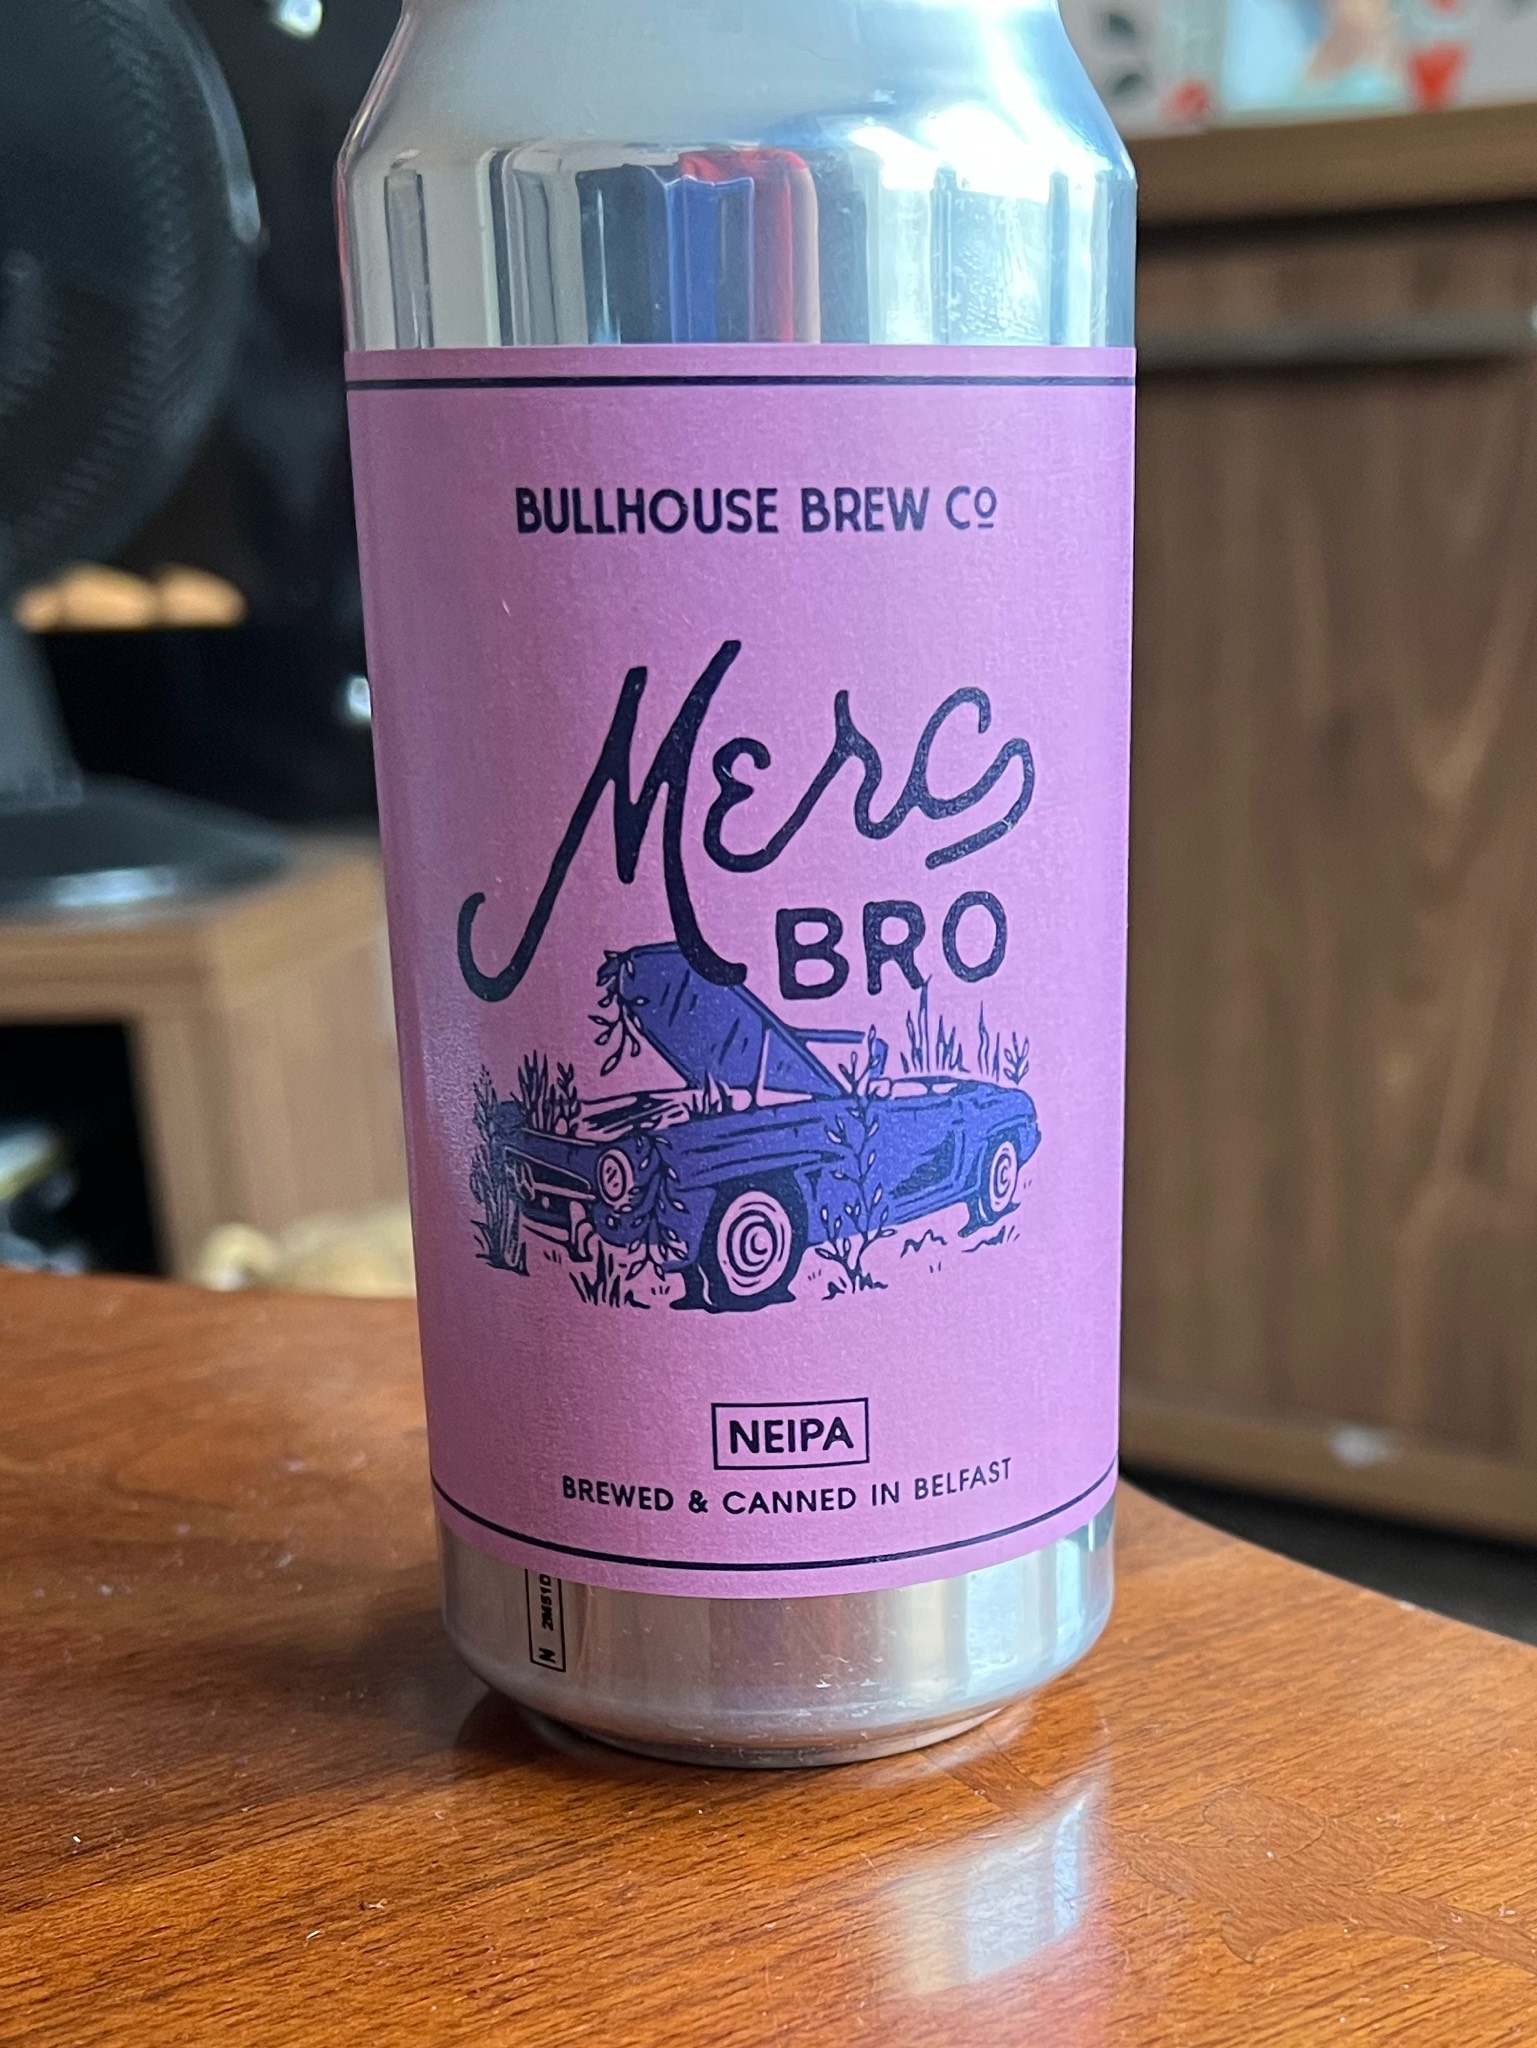 BULLHOUSE BREW Cº
Merc
BRO
NEIPA
BREWED & CANNED IN BELFAST
N